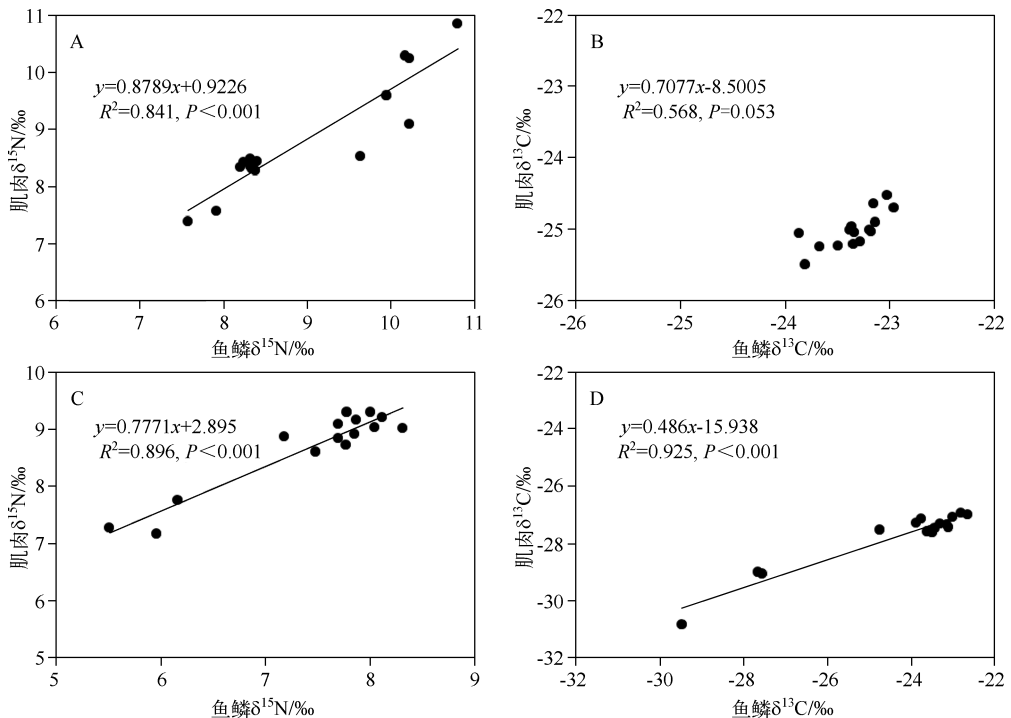 A
y=0.8789x+0.9226
R²=0.841, P＜0.001
11
10
9
8
7
6
肌肉δ¹⁵N/‰
6 7 8 9 10 11
鱼鳞δ¹⁵N/‰
B
y=0.7077x-8.5005
R²=0.568, P=0.053
-22
-23
-24
-25
-26
肌肉δ¹³C/‰
-26 -25 -24 -23 -22
鱼鳞δ¹³C/‰
C
y=0.7771x+2.895
R²=0.896, P＜0.001
10
9
8
7
6
5
肌肉δ¹⁵N/‰
5 6 7 8 9
鱼鳞δ¹⁵N/‰
D
y=0.486x-15.938
R²=0.925, P＜0.001
-22
-24
-26
-28
-30
-32
肌肉δ¹³C/‰
-32 -30 -28 -26 -24 -22
鱼鳞δ¹³C/‰